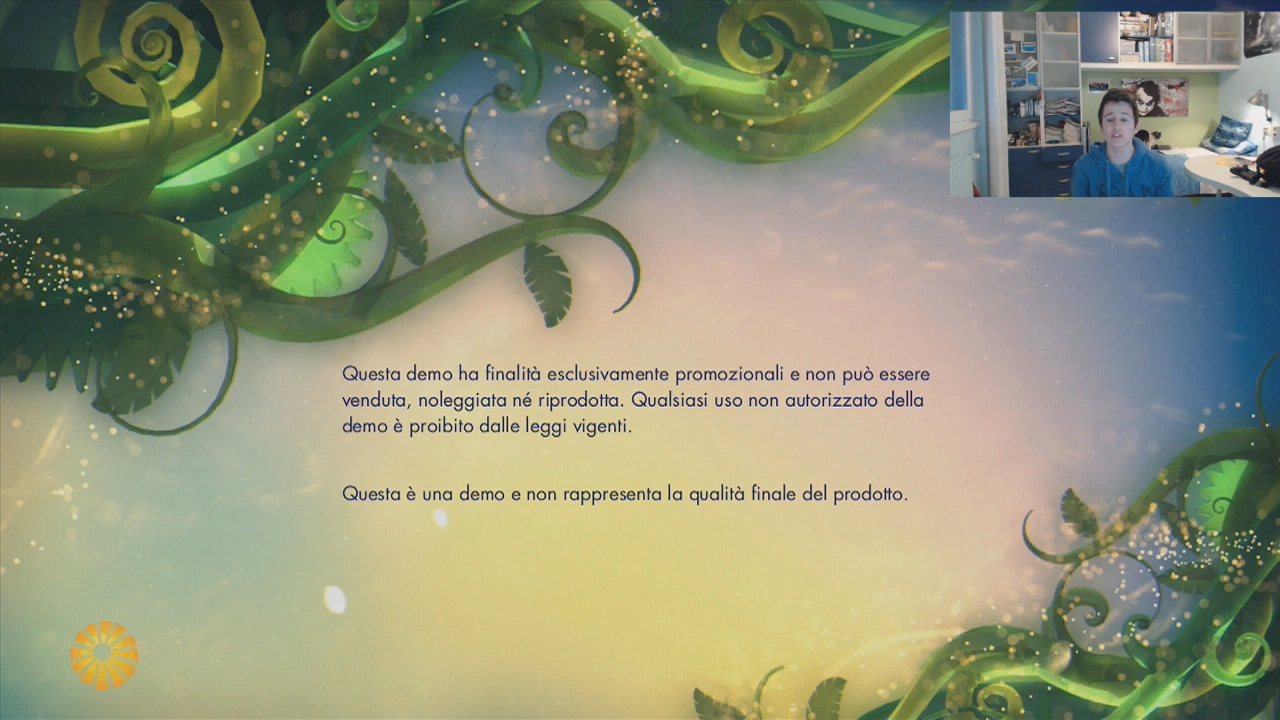 Questa demo ha finalità esclusivamente promozionali e non può essere
venduta, noleggiata né riprodotta. Qualsiasi uso non autorizzato della
demo è proibito dalle leggi vigenti.
Questa è una demo e non rappresenta la qualità finale del prodotto.